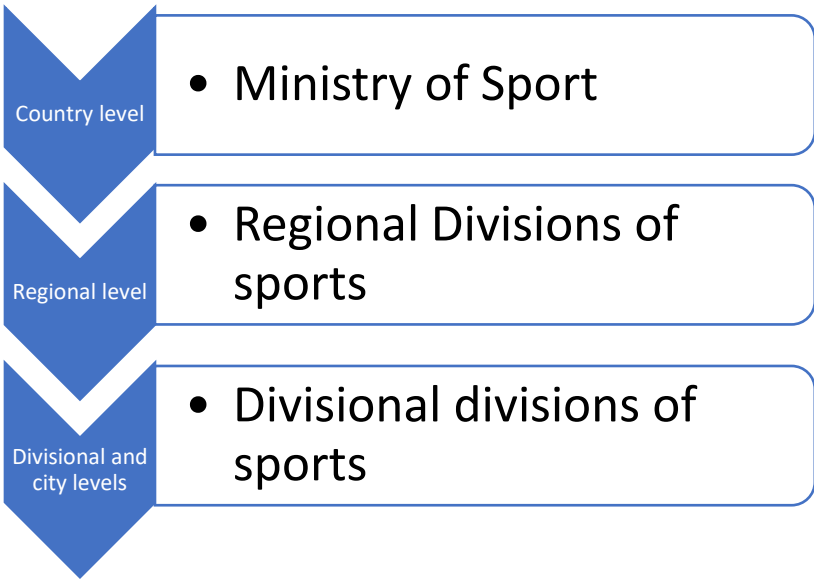 Country level
• Ministry of Sport
Regional level
• Regional Divisions of
sports
Divisional and
city levels
• Divisional divisions of
sports